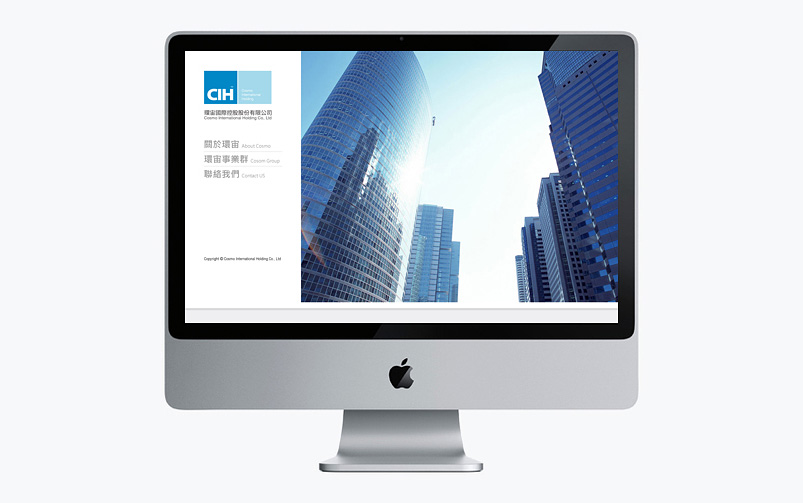 CIH
Cosmo
International
Holding
環宙國際控股股份有限公司
Cosmo International Holding Co., Ltd
關於環宙 About Cosmo
環宙事業群 Cosom Group
聯絡我們 Contact US
Copyright © Cosmo International Holding Co., Ltd